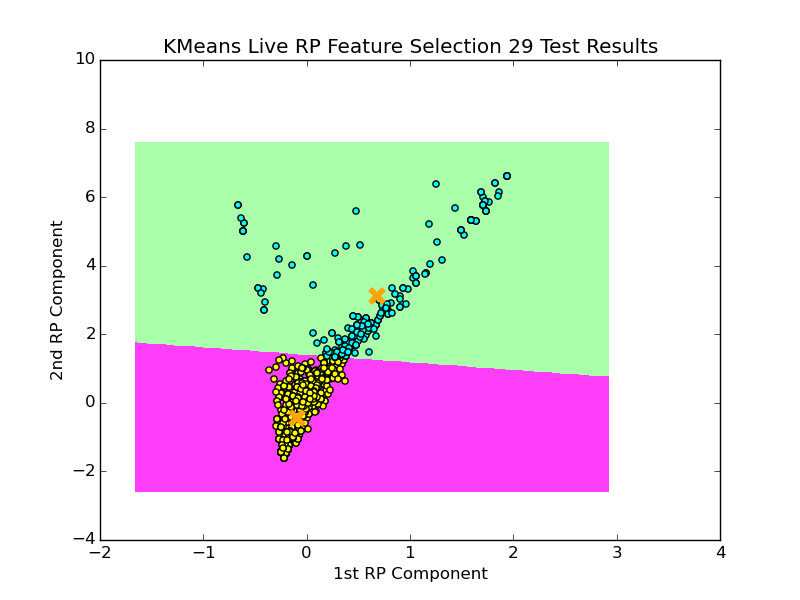 KMeans Live RP Feature Selection 29 Test Results
10
8
6
4
2
0
−2
−4
2nd RP Component
−2 −1 0 1 2 3 4
1st RP Component